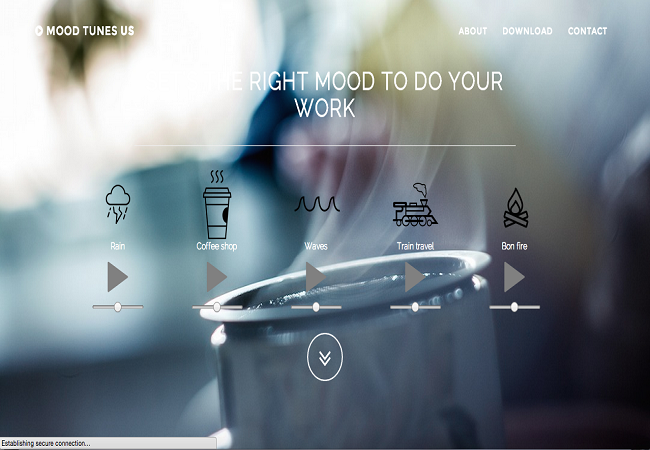 MOOD TUNES US
ABOUT DOWNLOAD CONTACT
THE RIGHT MOOD TO DO YOUR
WORK
Rain Coffee shop Waves Train travel Bon fire
Establishing secure connection...